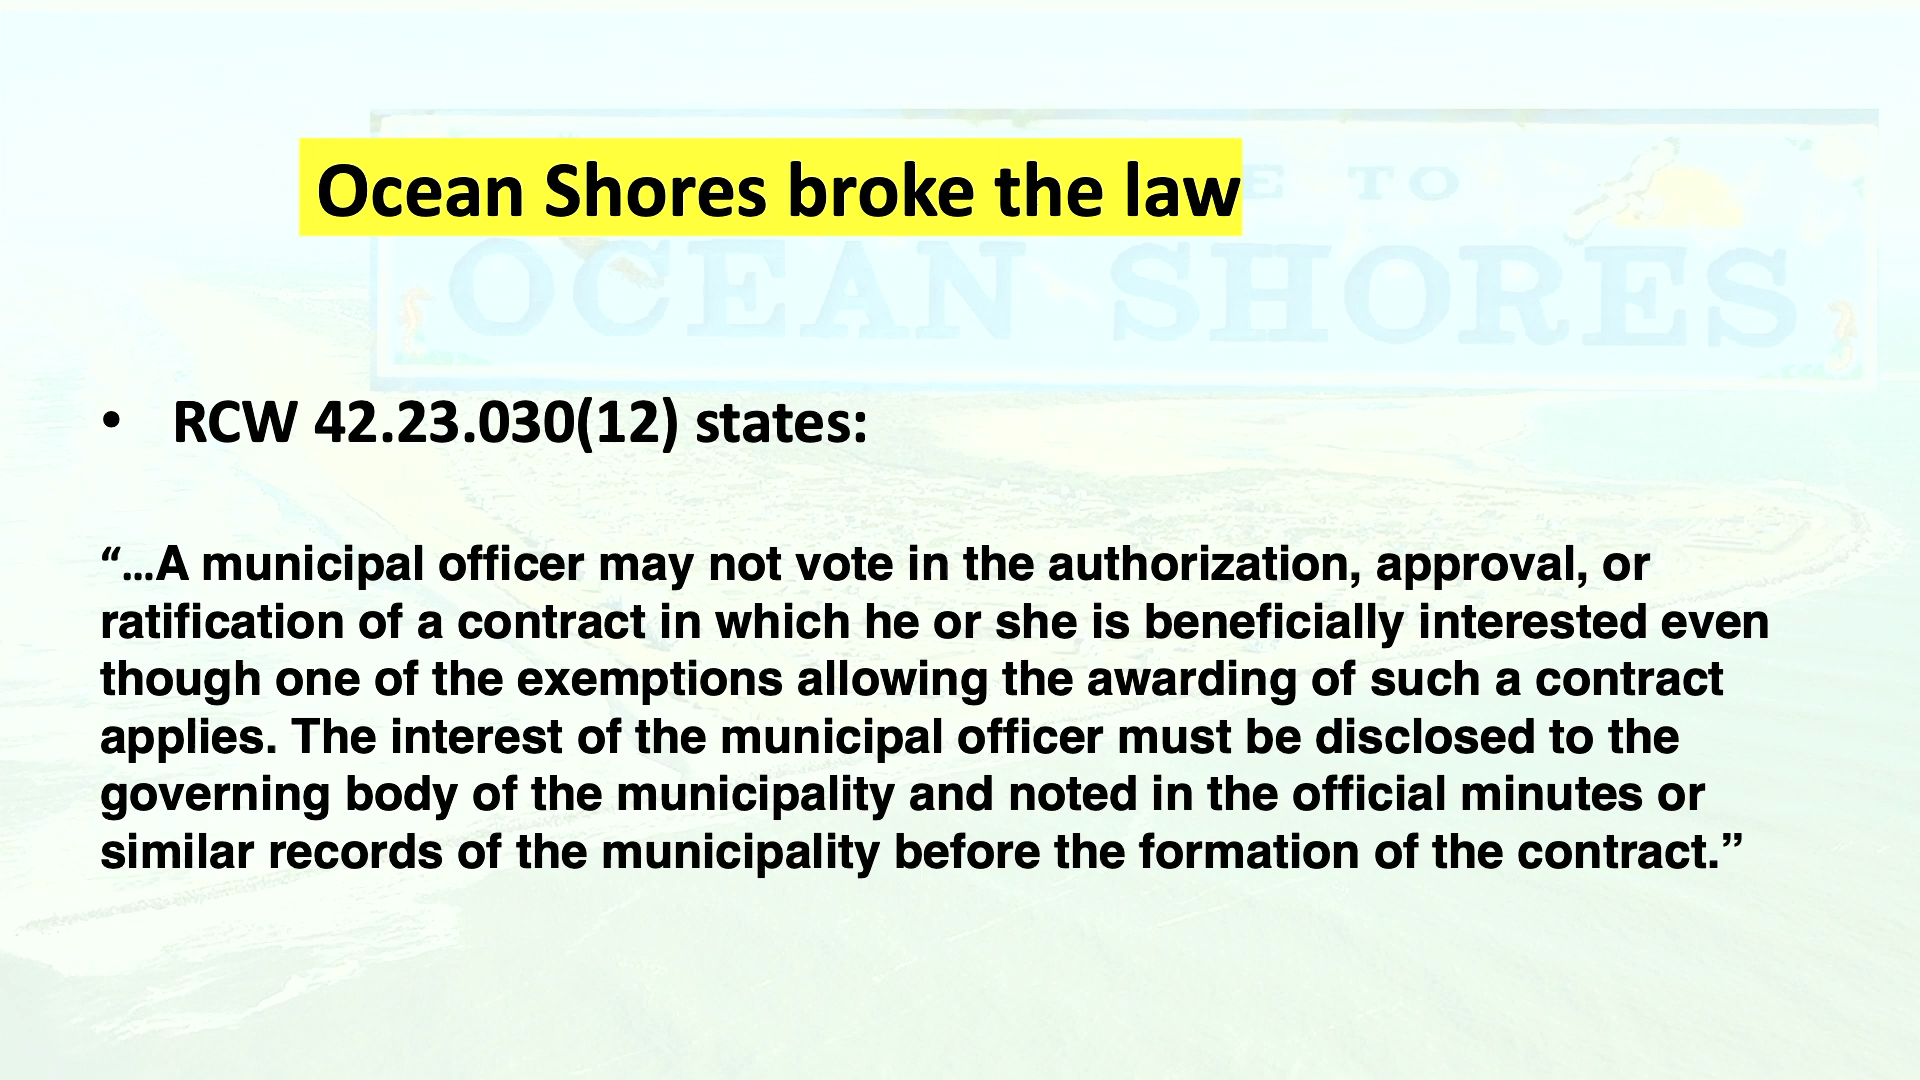 Ocean Shores broke the law
E TO
OCEAN SHORES
• RCW 42.23.030(12) states:
“...A municipal officer may not vote in the authorization, approval, or
ratification of a contract in which he or she is beneficially interested even
though one of the exemptions allowing the awarding of such a contract
applies. The interest of the municipal officer must be disclosed to the
governing body of the municipality and noted in the official minutes or
similar records of the municipality before the formation of the contract.”